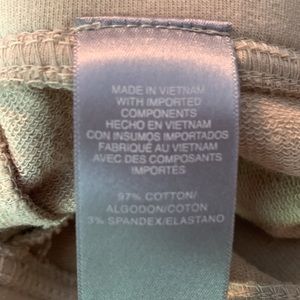 MADE IN VIETNAM
WITH IMPORTED
COMPONENTS
HECHO EN VIETNAM
CON INSUMOS IMPORTADOS
FABRIQUÉ AU VIETNAM
AVEC DES COMPOSANTS
IMPORTÉS
97% COTTON/
ALGODON/COTON
3% SPANDEX/ELASTANO